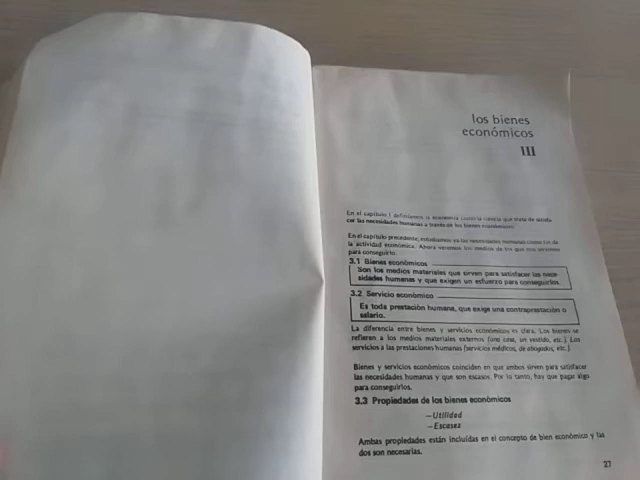 los bienes
económicos
III
En el capítulo I definíamos la economía como la ciencia que trata de satisfa
cer las necesidades humanas a través de los bienes económicos.
En el capítulo precedente, estudiamos ya las necesidades humanas como fin de
la actividad económica. Ahora veremos los medios de los que nos servimos
para conseguirlo.
3.1 Bienes económicos
Son los medios materiales que sirven para satisfacer las nece-
sidades humanas y que exigen un esfuerzo para conseguirlos.
3.2 Servicio económico
Es toda prestación humana, que exige una contraprestación o
salario.
La diferencia entre bienes y servicios económicos es clara. Los bienes se
refieren a los medios materiales externos (una casa, un vestido, etc.). Los
servicios a las prestaciones humanas (servicios médicos, de abogados, etc.)
Bienes y servicios económicos coinciden en que ambos sirven para satisfacer
las necesidades humanas y que son escasos. Por lo tanto, hay que pagar algo
para conseguirlos.
3.3 Propiedades de los bienes económicos
—Utilidad
—Escasez
Ambas propiedades están incluídas en el concepto de bien económico y las
dos son necesarias.
27